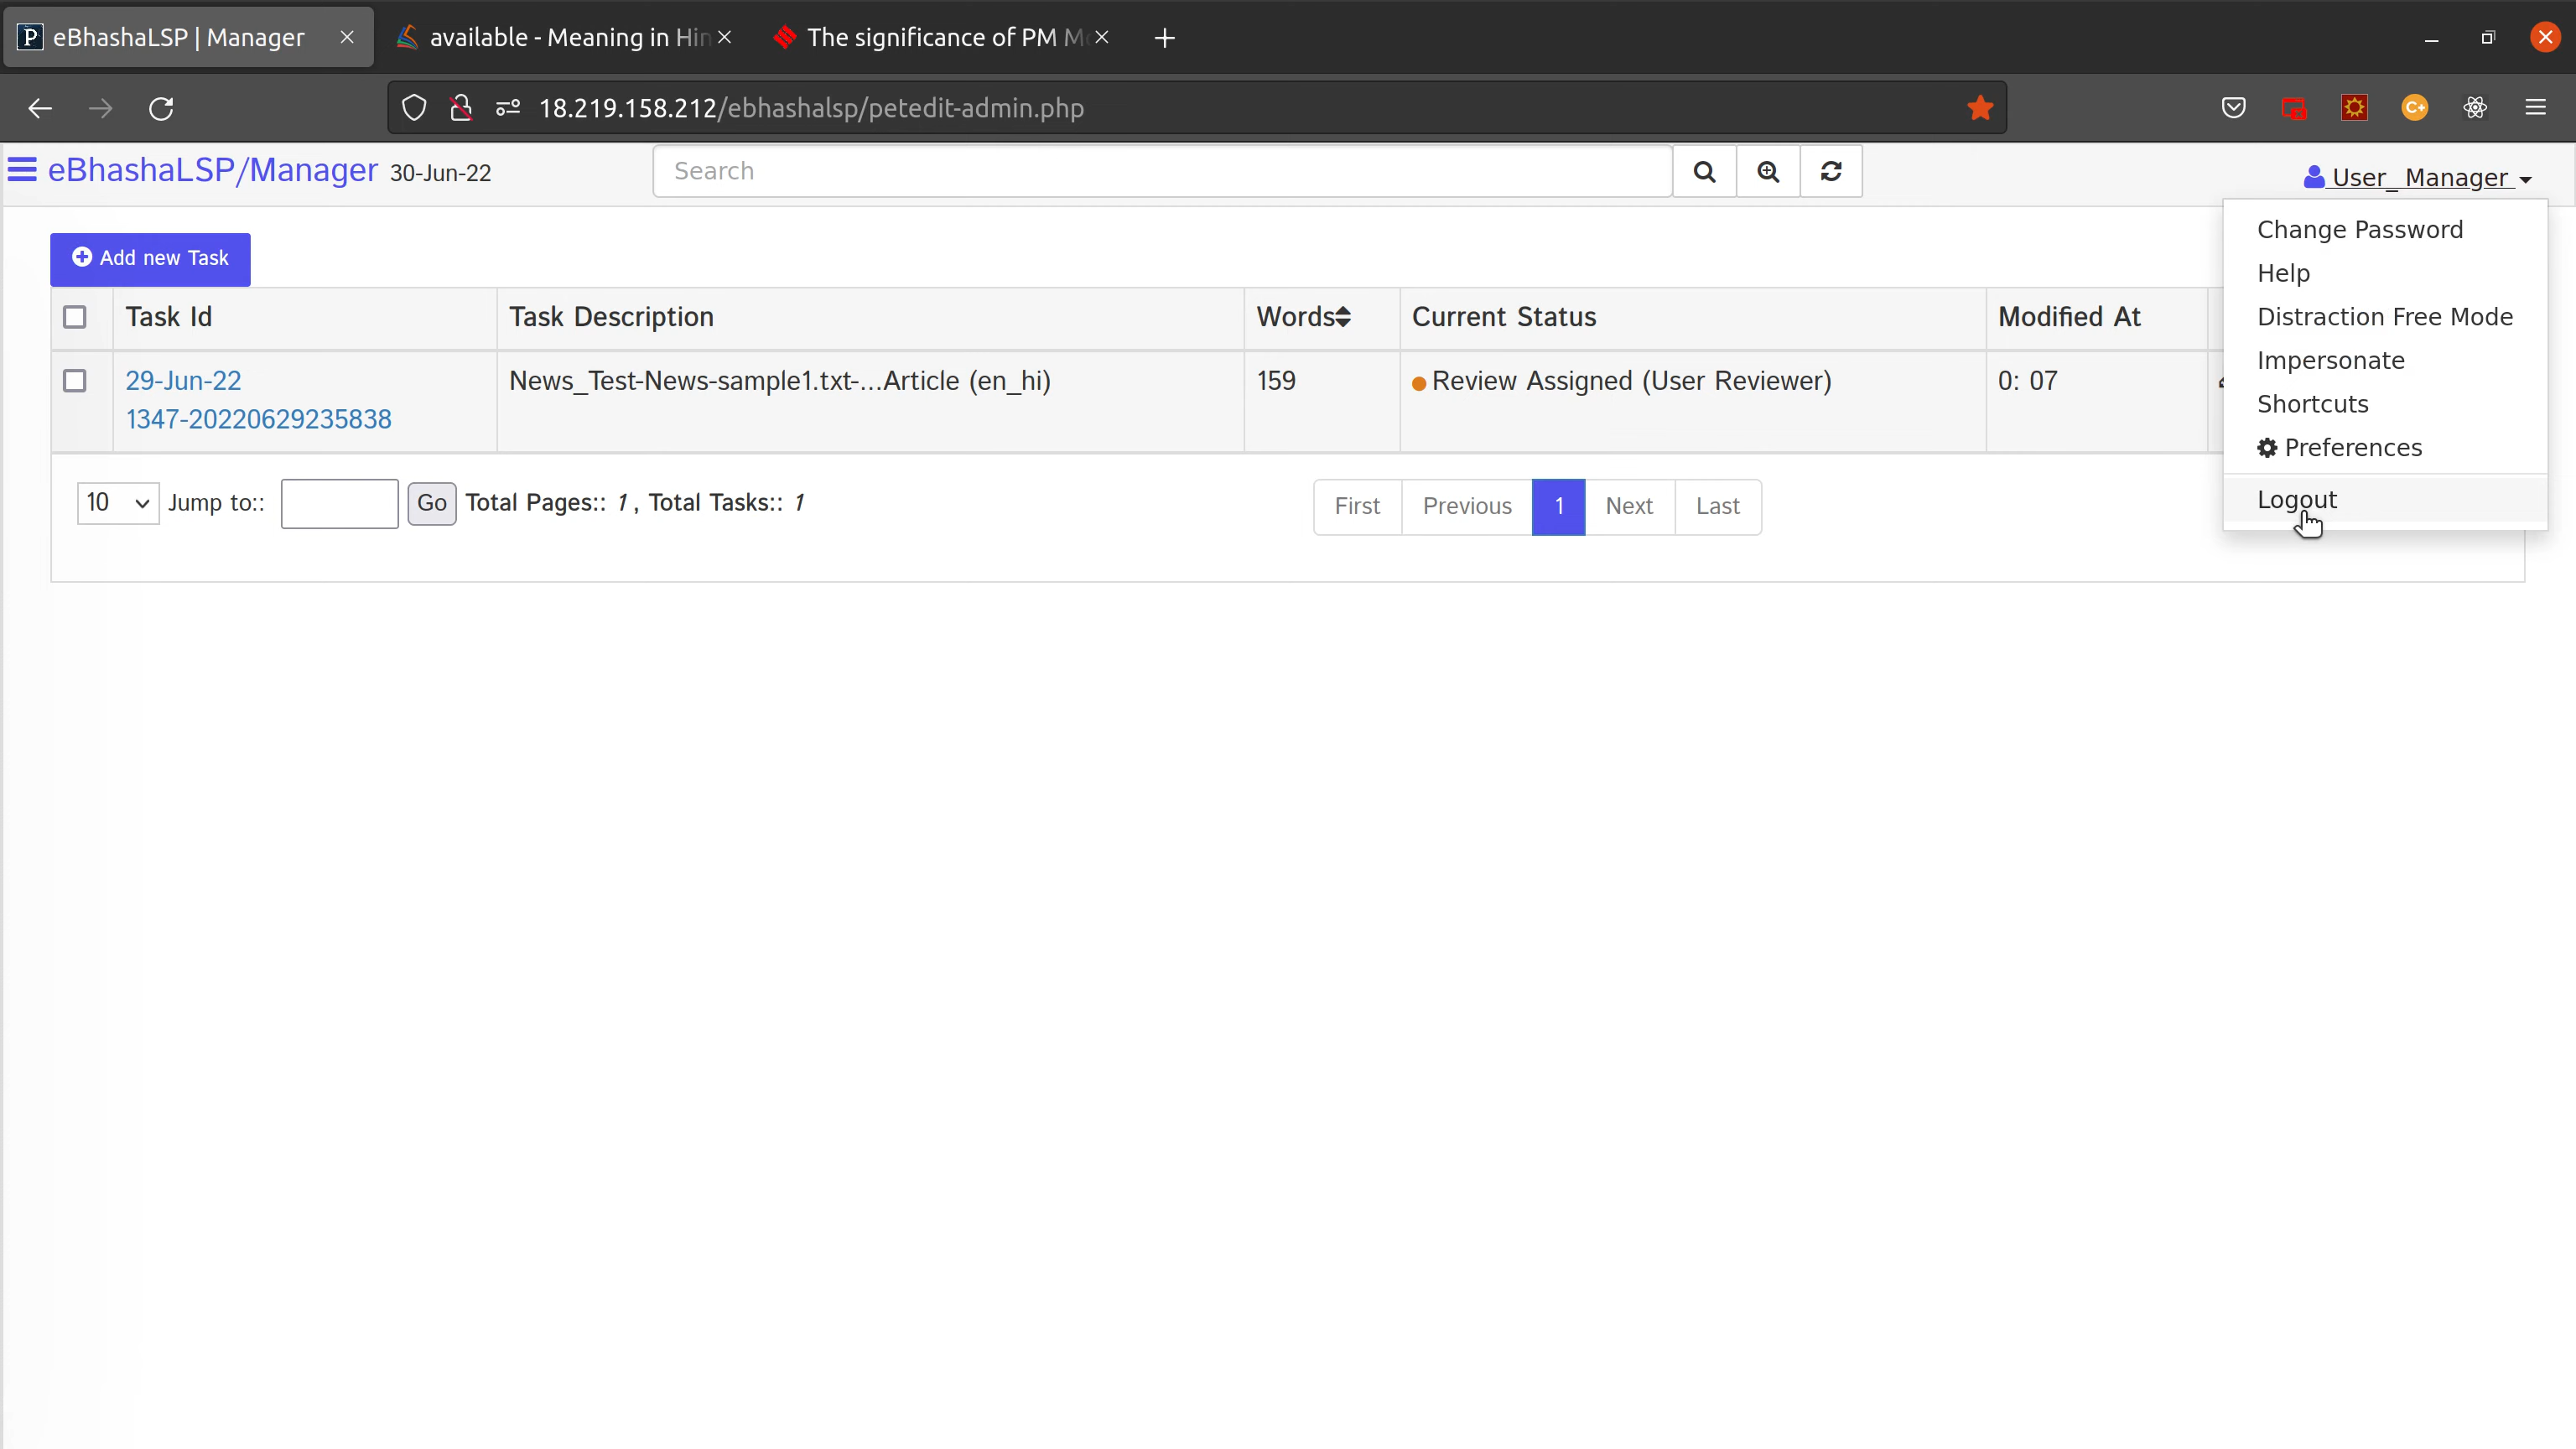 eBhashaLSP | Manager
available - Meaning in Hin
The significance of PM Mo
18.219.158.212/ebhashalsp/petedit-admin.php
eBhashaLSP/Manager 30-Jun-22
Search
User_ Manager
Change Password
Help
Distraction Free Mode
Impersonate
Shortcuts
Preferences
Logout
Add new Task
Task Id Task Description Words Current Status Modified At
29-Jun-22 News_Test-News-sample1.txt-...Article (en_hi) 159 Review Assigned (User Reviewer) 0: 07
1347-20220629235838
10 Jump to:: Go Total Pages:: 1 , Total Tasks:: 1 First Previous 1 Next Last